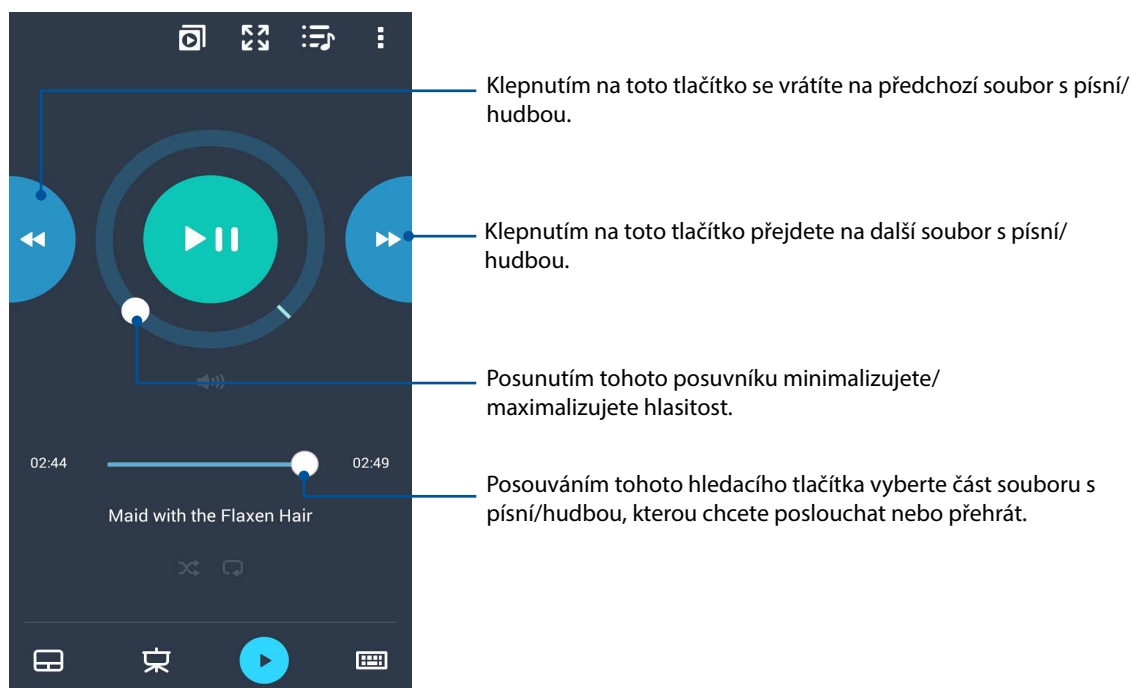 Klepnutím na toto tlačítko se vrátíte na předchozí soubor s písní/
hudbou.
Klepnutím na toto tlačítko přejdete na další soubor s písní/
hudbou.
Posunutím tohoto posuvníku minimalizujete/
maximalizujete hlasitost.
02:44
02:49
Posouváním tohoto hledacího tlačítka vyberte část souboru s
písní/hudbou, kterou chcete poslouchat nebo přehrát.
Maid with the Flaxen Hair